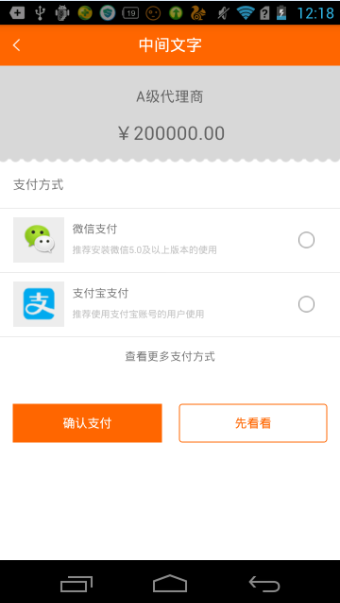 19
12:18
中间文字
A级代理商
￥200000.00
支付方式
微信支付
推荐安装微信5.0及以上版本的使用
支
支付宝支付
推荐使用支付宝账号的用户使用
查看更多支付方式
确认支付
先看看